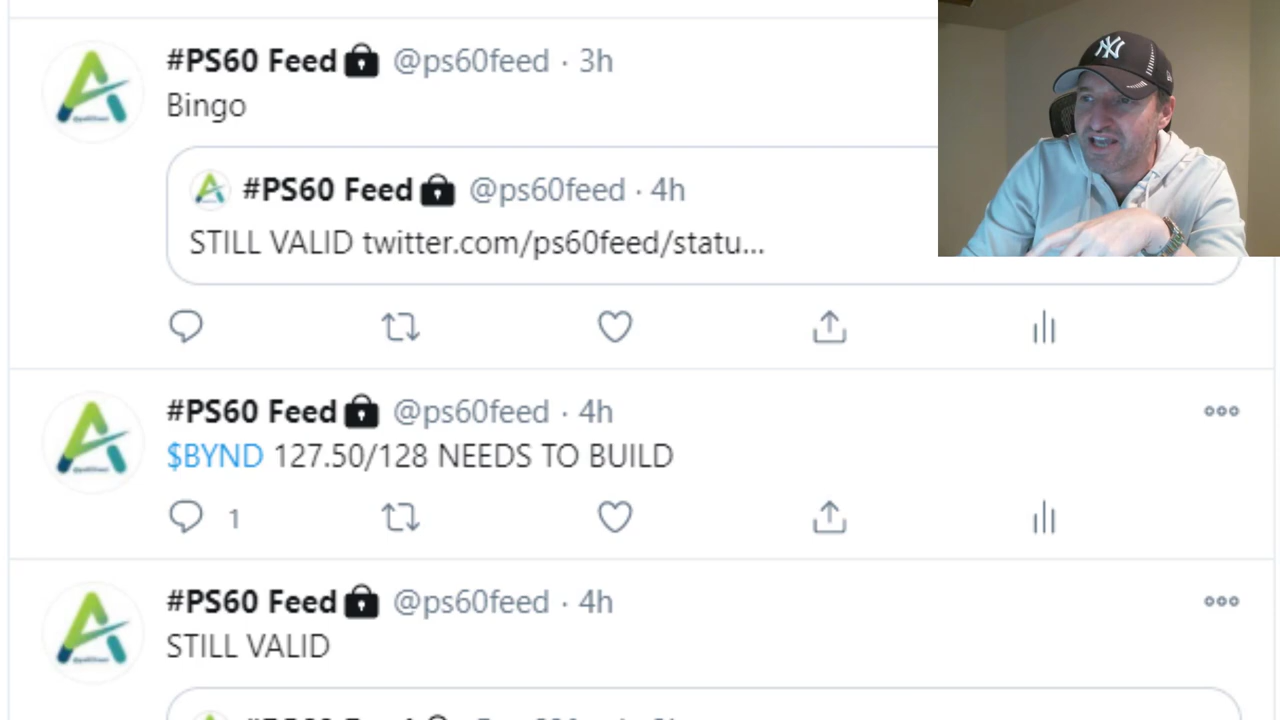 #PS60 Feed @ps60feed · 3h
Bingo
#PS60 Feed @ps60feed · 4h
STILL VALID twitter.com/ps60feed/statu...
#PS60 Feed @ps60feed · 4h
$BYND 127.50/128 NEEDS TO BUILD
1
#PS60 Feed @ps60feed · 4h
STILL VALID